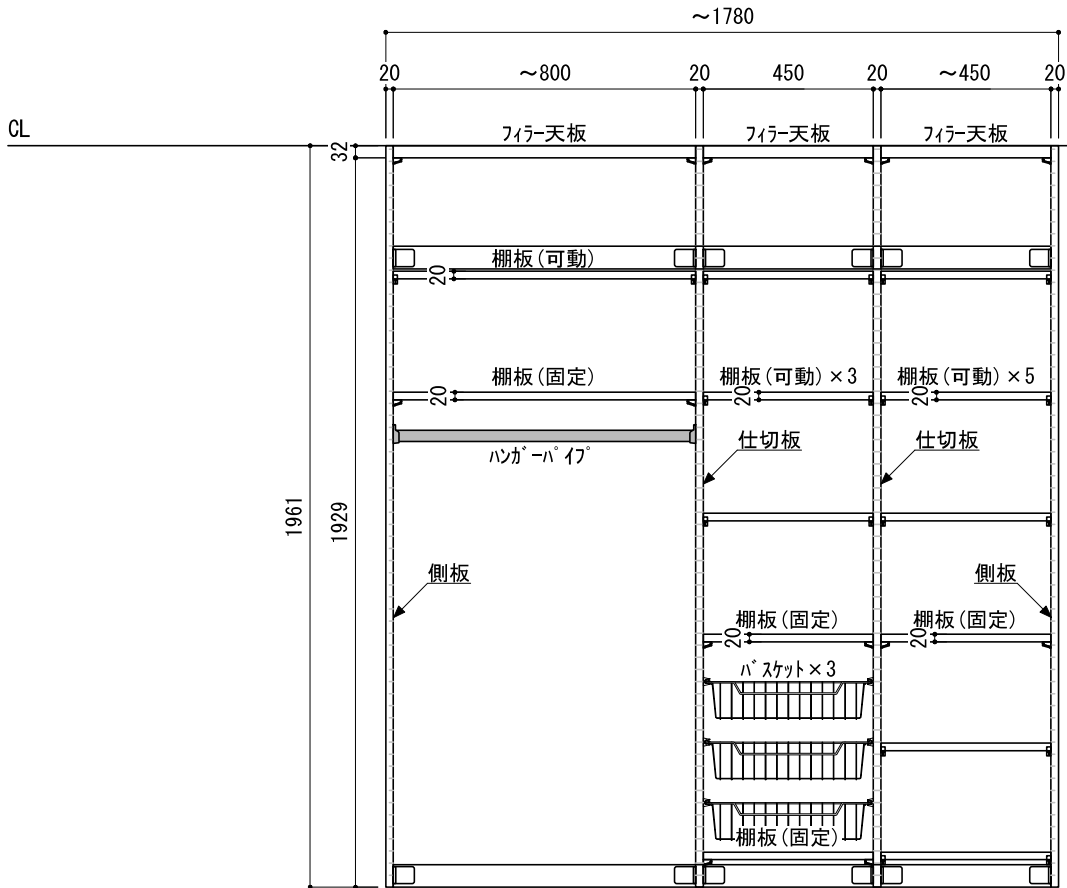 ～1780
20 ～800 20 450 20 ～450 20
CL
フィラー天板 フィラー天板 フィラー天板
32
棚板(可動)
20
棚板(固定) 棚板(可動)×3 棚板(可動)×5
20 20 20
ハンガーパイプ 仕切板 仕切板
1961 1929
側板 側板
棚板(固定) 棚板(固定)
20 20
バスケット×3
棚板(固定)